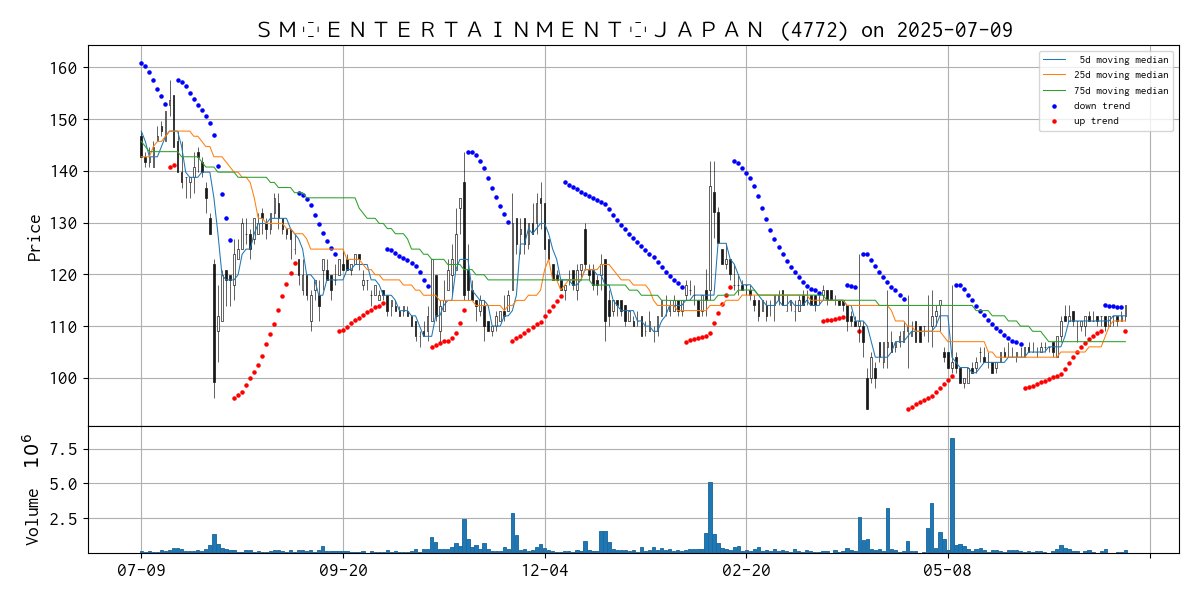 ＳＭ ＥＮＴＥＲＴＡＩＮＭＥＮＴ ＪＡＰＡＮ (4772) on 2025-07-09
160
150
140
130
120
110
100
Price
5d moving median
25d moving median
75d moving median
down trend
up trend
7.5
5.0
2.5
Volume 10⁶
07-09
09-20
12-04
02-20
05-08